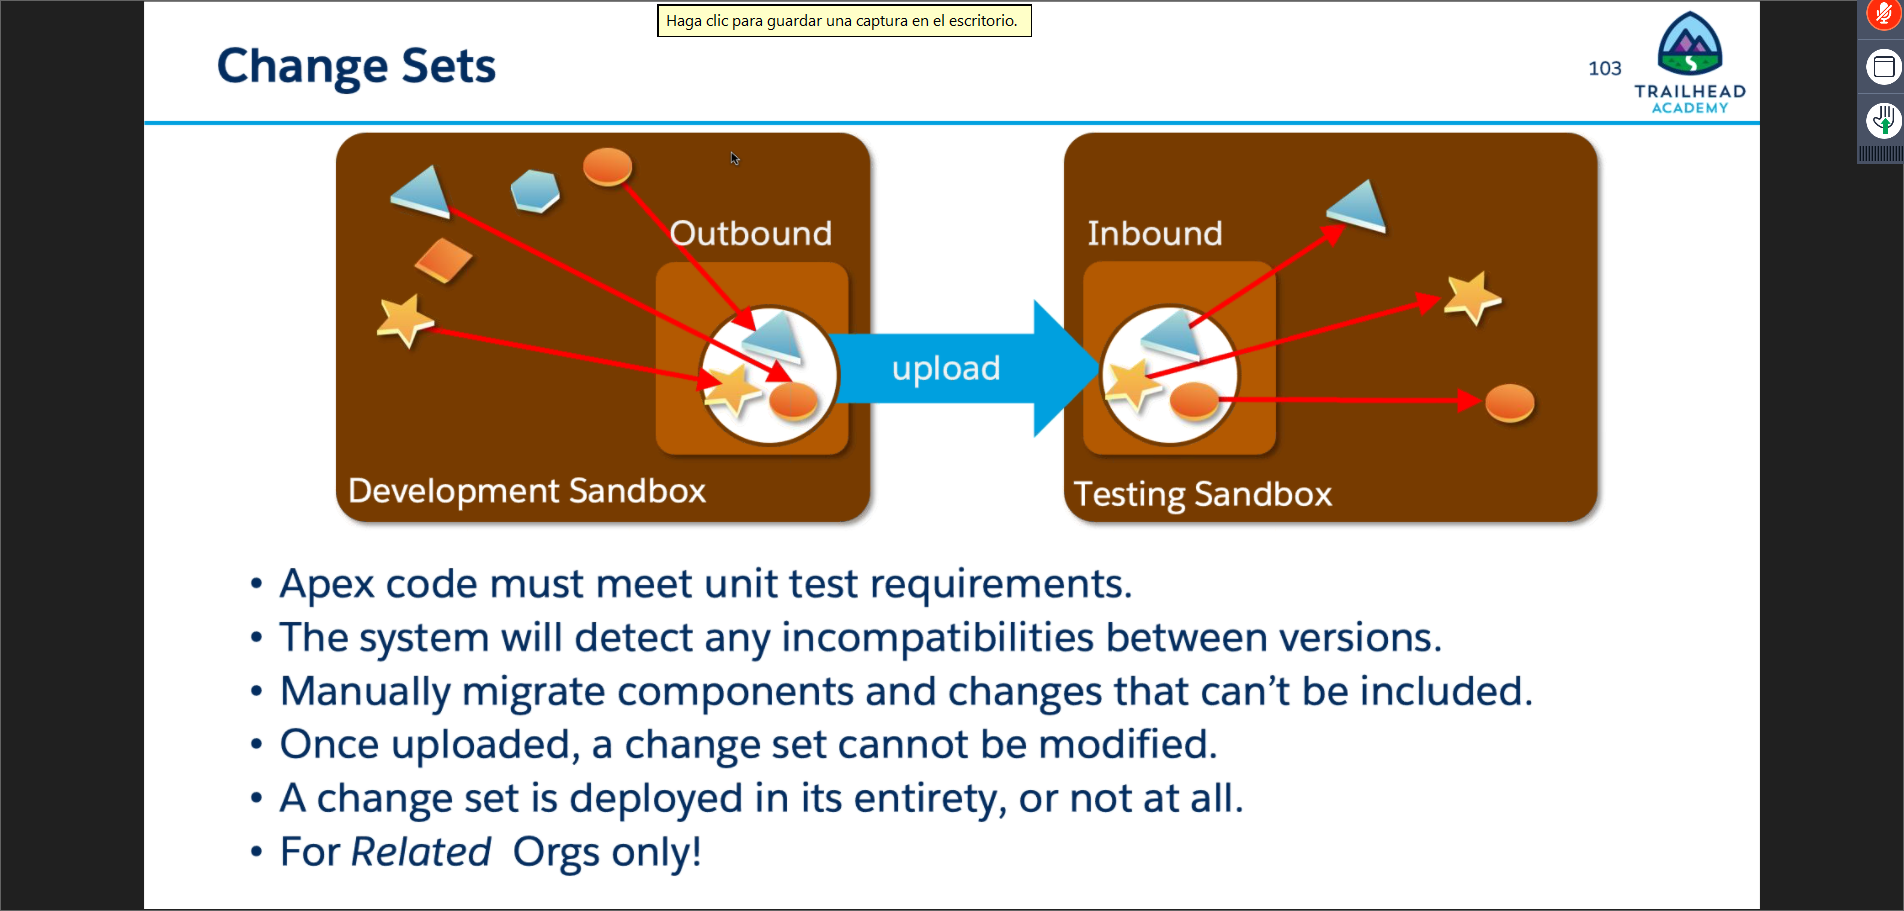 Haga clic para guardar una captura en el escritorio.
Change Sets
103
TRAILHEAD
ACADEMY
Outbound
Inbound
upload
Development Sandbox
Testing Sandbox
• Apex code must meet unit test requirements.
• The system will detect any incompatibilities between versions.
• Manually migrate components and changes that can’t be included.
• Once uploaded, a change set cannot be modified.
• A change set is deployed in its entirety, or not at all.
• For Related Orgs only!